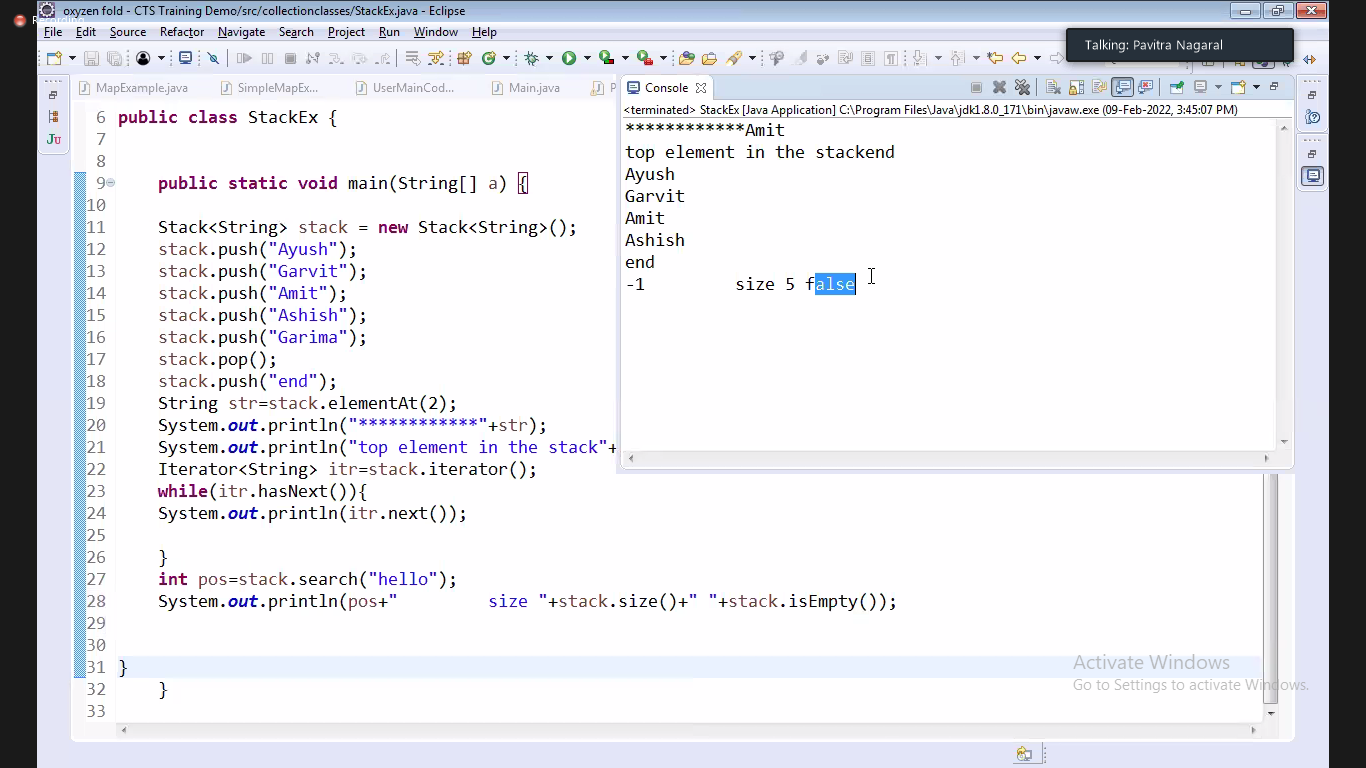 oxyzen fold - CTS Training Demo/src/collectionclasses/StackEx.java - Eclipse
File Edit Source Refactor Navigate Search Project Run Window Help
Talking: Pavitra Nagaral
MapExample.java SimpleMapEx... UserMainCod... Main.java P
Console
<terminated> StackEx [Java Application] C:\Program Files\Java\jdk1.8.0_171\bin\javaw.exe (09-Feb-2022, 3:45:07 PM)
************Amit
top element in the stackend
Ayush
Garvit
Amit
Ashish
end
-1         size 5 false
6 public class StackEx {
7
8
9     public static void main(String[] a) {
10
11     Stack<String> stack = new Stack<String>();
12     stack.push("Ayush");
13     stack.push("Garvit");
14     stack.push("Amit");
15     stack.push("Ashish");
16     stack.push("Garima");
17     stack.pop();
18     stack.push("end");
19     String str=stack.elementAt(2);
20     System.out.println("************"+str);
21     System.out.println("top element in the stack"+
22     Iterator<String> itr=stack.iterator();
23     while(itr.hasNext()){
24     System.out.println(itr.next());
25
26     }
27     int pos=stack.search("hello");
28     System.out.println(pos+"         size "+stack.size()+" "+stack.isEmpty());
29
30
31 }
32     }
33
Activate Windows
Go to Settings to activate Windows.